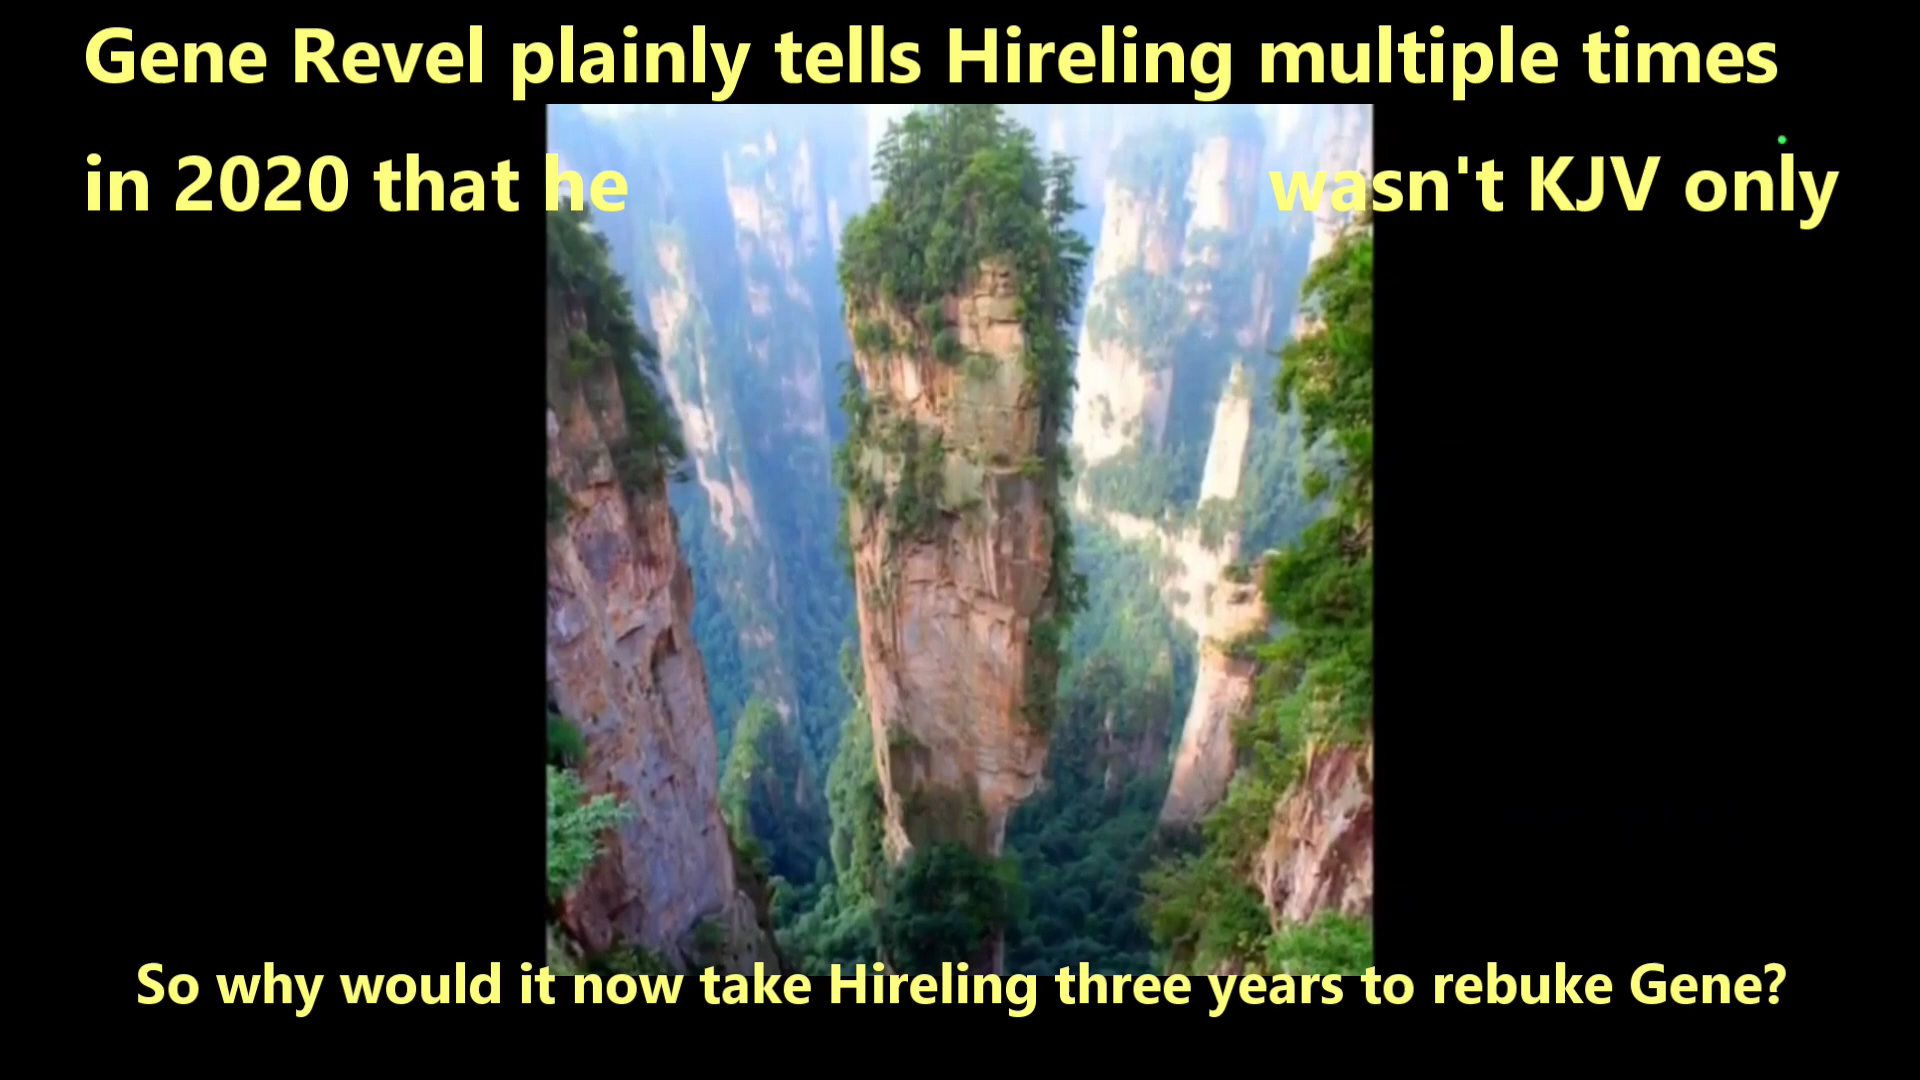 Gene Revel plainly tells Hireling multiple times
in 2020 that he wasn't KJV only
So why would it now take Hireling three years to rebuke Gene?